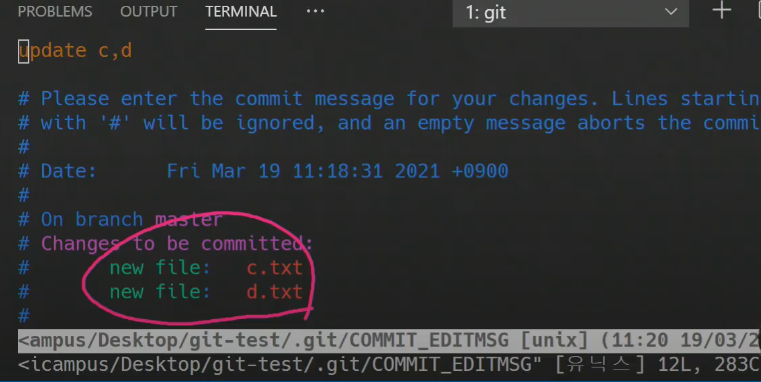 PROBLEMS OUTPUT TERMINAL ··· 1: git
update c,d
# Please enter the commit message for your changes. Lines startin
# with '#' will be ignored, and an empty message aborts the commi
#
# Date: Fri Mar 19 11:18:31 2021 +0900
#
# On branch master
# Changes to be committed:
# new file: c.txt
# new file: d.txt
#
<ampus/Desktop/git-test/.git/COMMIT_EDITMSG [unix] (11:20 19/03/2
<icampus/Desktop/git-test/.git/COMMIT_EDITMSG" [유닉스] 12L, 283C